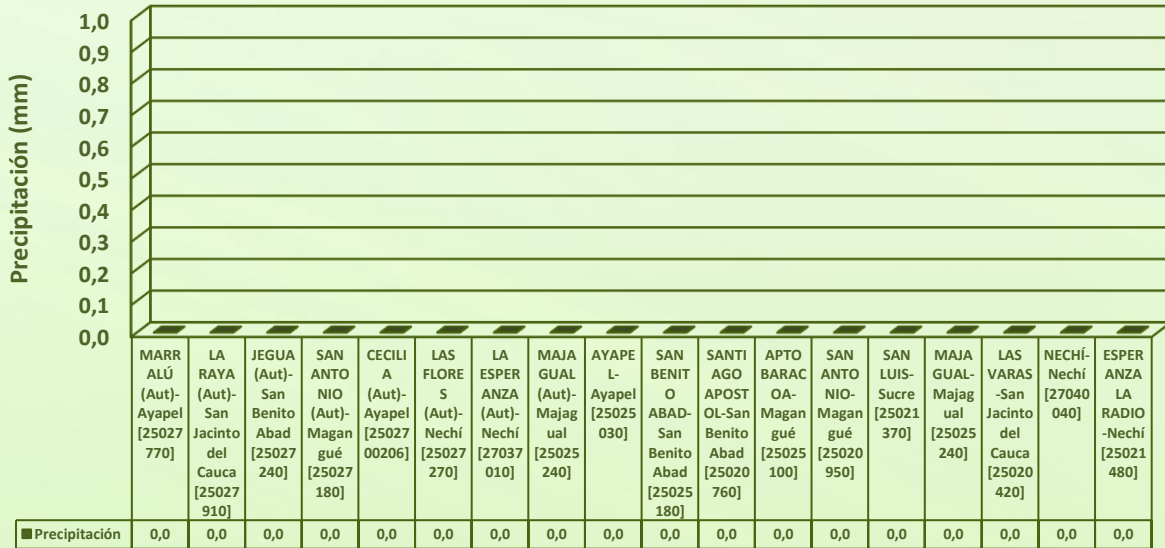 Precipitación (mm)
1,0
0,9
0,8
0,7
0,6
0,5
0,4
0,3
0,2
0,1
0,0
MARR
ALÚ
(Aut)-
Ayapel
[25027
770]
LA
RAYA
(Aut)-
San
Jacinto
del
Cauca
[25027
910]
JEGUA
(Aut)-
San
Benito
Abad
[25027
240]
SAN
ANTO
NIO
(Aut)-
Magan
gué
[25027
180]
CECILI
A
(Aut)-
Ayapel
[25027
00206]
LAS
FLORE
S
(Aut)-
Nechí
[25027
270]
LA
ESPER
ANZA
(Aut)-
Nechí
[27037
010]
MAJA
GUAL
(Aut)-
Majag
ual
[25025
240]
AYAPE
L-
Ayapel
[25025
030]
SAN
BENIT
O
ABAD-
San
Benito
Abad
[25025
180]
SANTI
AGO
APOST
OL-San
Benito
Abad
[25020
760]
APTO
BARAC
OA-
Magan
gué
[25025
100]
SAN
ANTO
NIO-
Magan
gué
[25020
950]
SAN
LUIS-
Sucre
[25021
370]
MAJA
GUAL-
Majag
ual
[25025
240]
LAS
VARAS
-San
Jacinto
del
Cauca
[25020
420]
NECHÍ-
Nechí
[27040
040]
ESPER
ANZA
LA
RADIO
-Nechí
[25021
480]
Precipitación 0,0 0,0 0,0 0,0 0,0 0,0 0,0 0,0 0,0 0,0 0,0 0,0 0,0 0,0 0,0 0,0 0,0 0,0